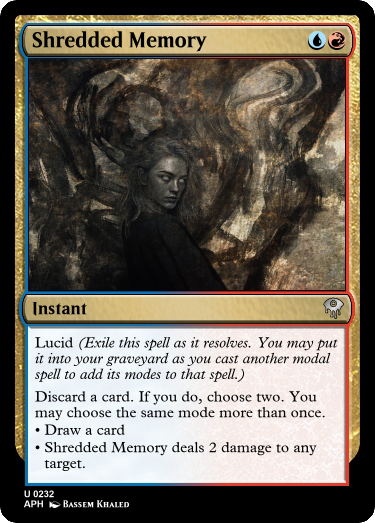 Shredded Memory
Instant
Lucid (Exile this spell as it resolves. You may put
it into your graveyard as you cast another modal
spell to add its modes to that spell.)
Discard a card. If you do, choose two. You
may choose the same mode more than once.
• Draw a card
• Shredded Memory deals 2 damage to any
target.
U 0232
APH Bassem Khaled